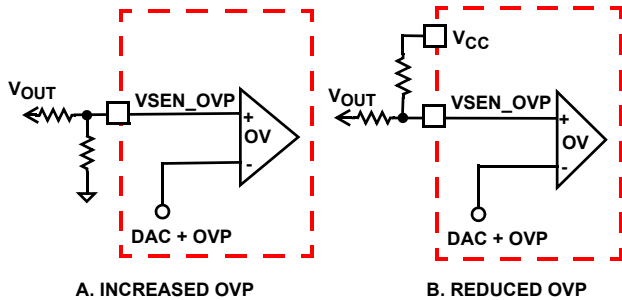 VOUT
VSEN_OVP
+
OV
-
DAC + OVP
A. INCREASED OVP
VCC
VOUT
VSEN_OVP
+
OV
-
DAC + OVP
B. REDUCED OVP